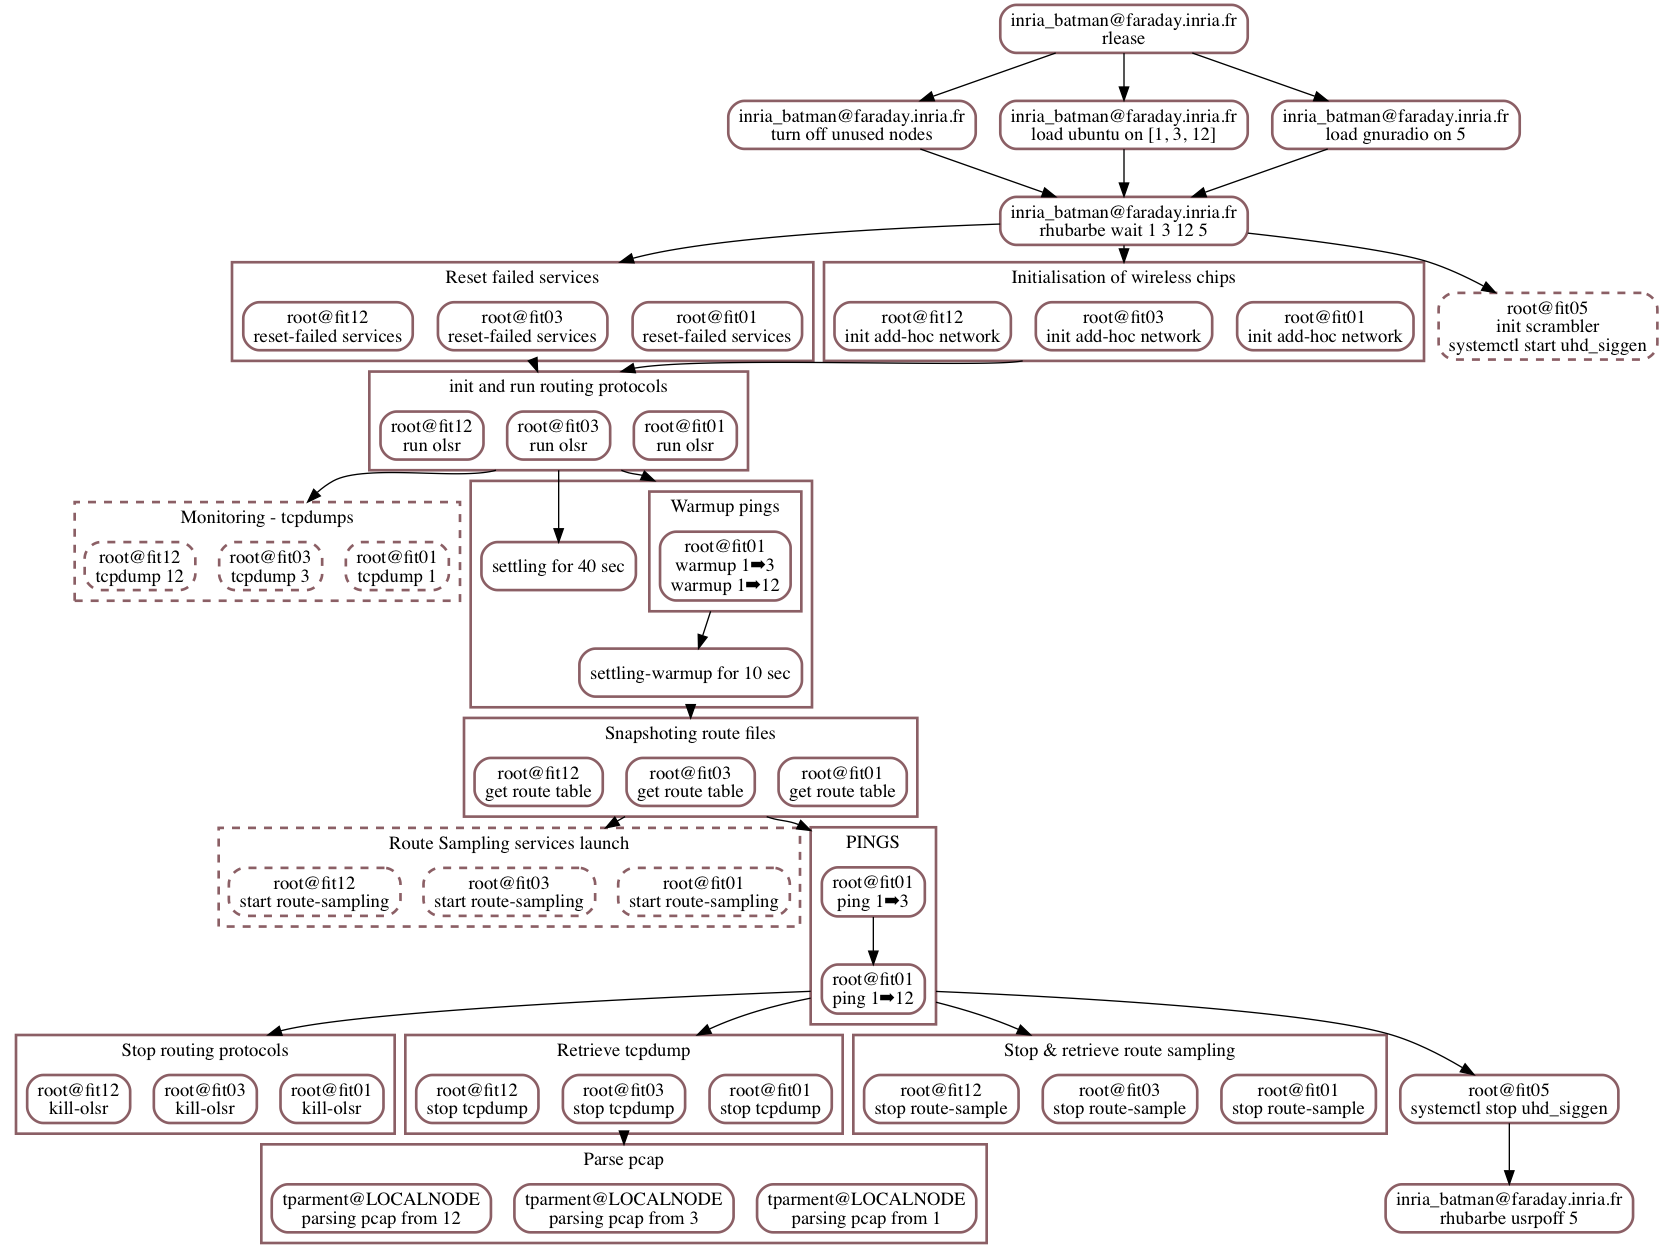 inria_batman@faraday.inria.fr
rlease
inria_batman@faraday.inria.fr
turn off unused nodes
inria_batman@faraday.inria.fr
load ubuntu on [1, 3, 12]
inria_batman@faraday.inria.fr
load gnuradio on 5
inria_batman@faraday.inria.fr
rhubarbe wait 1 3 12 5
Reset failed services
root@fit12
reset-failed services
root@fit03
reset-failed services
root@fit01
reset-failed services
Initialisation of wireless chips
root@fit12
init add-hoc network
root@fit03
init add-hoc network
root@fit01
init add-hoc network
root@fit05
init scrambler
systemctl start uhd_siggen
init and run routing protocols
root@fit12
run olsr
root@fit03
run olsr
root@fit01
run olsr
Monitoring - tcpdumps
root@fit12
tcpdump 12
root@fit03
tcpdump 3
root@fit01
tcpdump 1
settling for 40 sec
Warmup pings
root@fit01
warmup 1➡3
warmup 1➡12
settling-warmup for 10 sec
Snapshoting route files
root@fit12
get route table
root@fit03
get route table
root@fit01
get route table
Route Sampling services launch
root@fit12
start route-sampling
root@fit03
start route-sampling
root@fit01
start route-sampling
PINGS
root@fit01
ping 1➡3
root@fit01
ping 1➡12
Stop routing protocols
root@fit12
kill-olsr
root@fit03
kill-olsr
root@fit01
kill-olsr
Retrieve tcpdump
root@fit12
stop tcpdump
root@fit03
stop tcpdump
root@fit01
stop tcpdump
Stop & retrieve route sampling
root@fit12
stop route-sample
root@fit03
stop route-sample
root@fit01
stop route-sample
root@fit05
systemctl stop uhd_siggen
Parse pcap
tparment@LOCALNODE
parsing pcap from 12
tparment@LOCALNODE
parsing pcap from 3
tparment@LOCALNODE
parsing pcap from 1
inria_batman@faraday.inria.fr
rhubarbe usrpoff 5